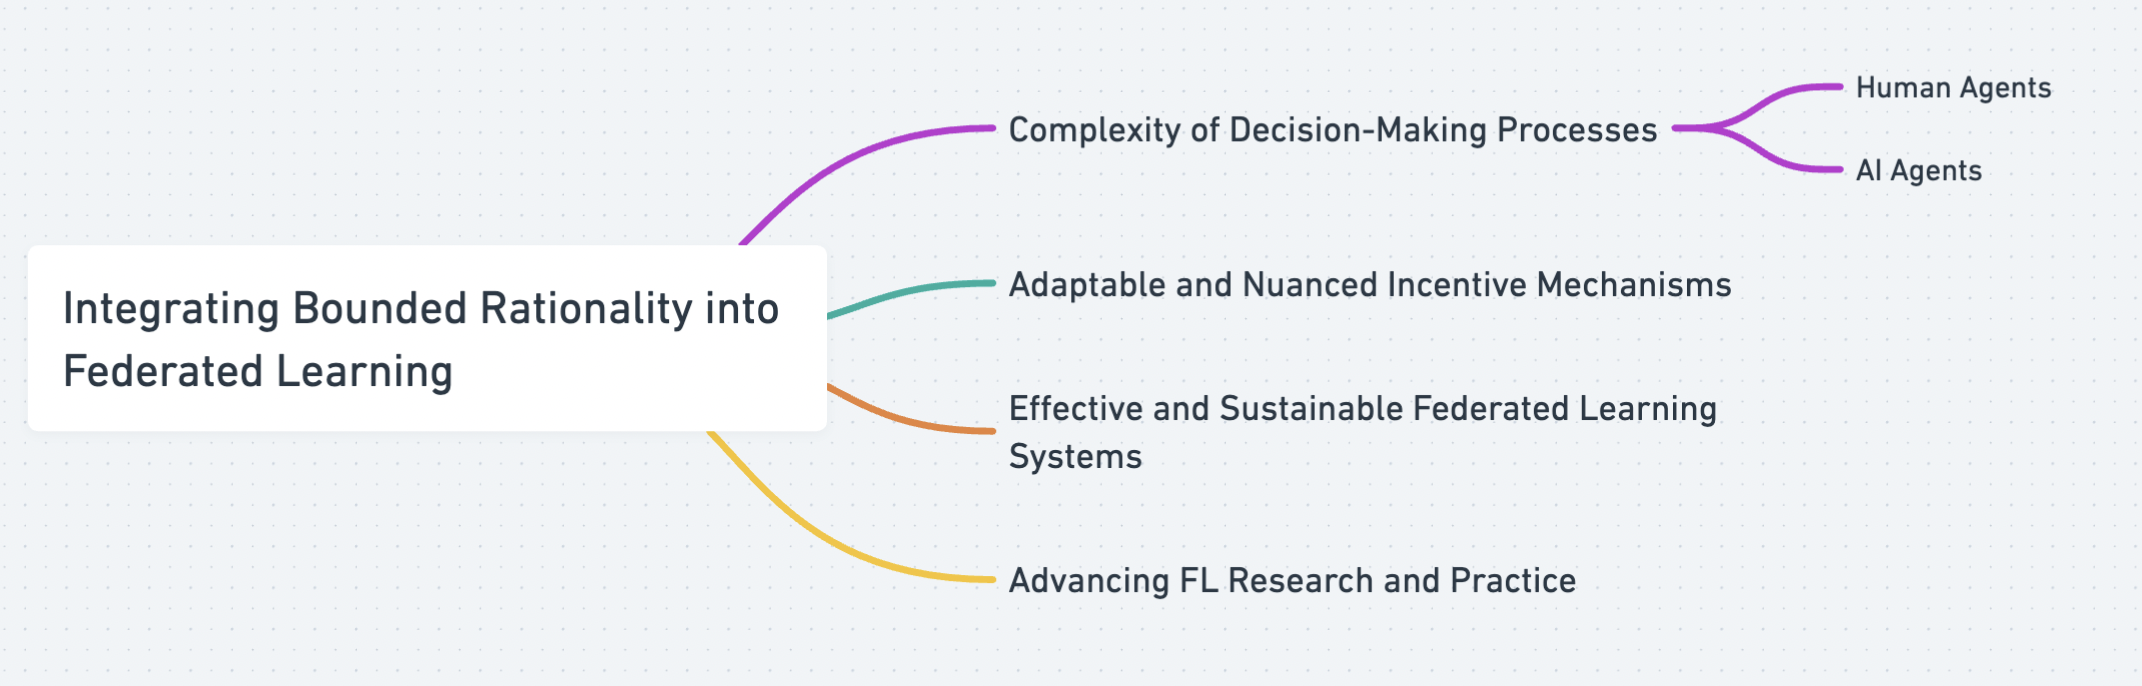 Integrating Bounded Rationality into
Federated Learning
Complexity of Decision-Making Processes
Human Agents
AI Agents
Adaptable and Nuanced Incentive Mechanisms
Effective and Sustainable Federated Learning
Systems
Advancing FL Research and Practice